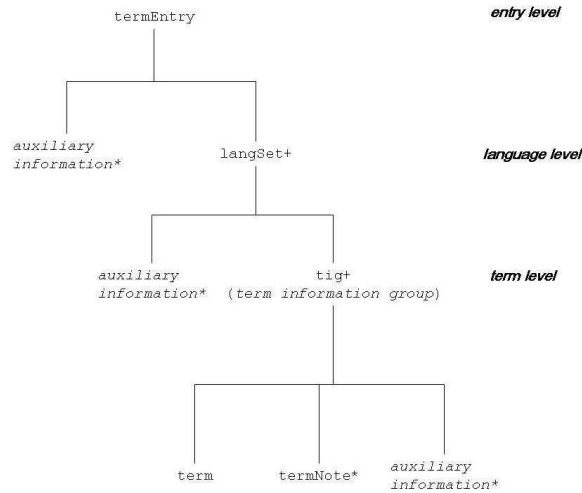 entry level
termEntry
auxiliary
information*
langSet+
language level
auxiliary
information*
tig+
(term information group)
term level
term
termNote*
auxiliary
information*